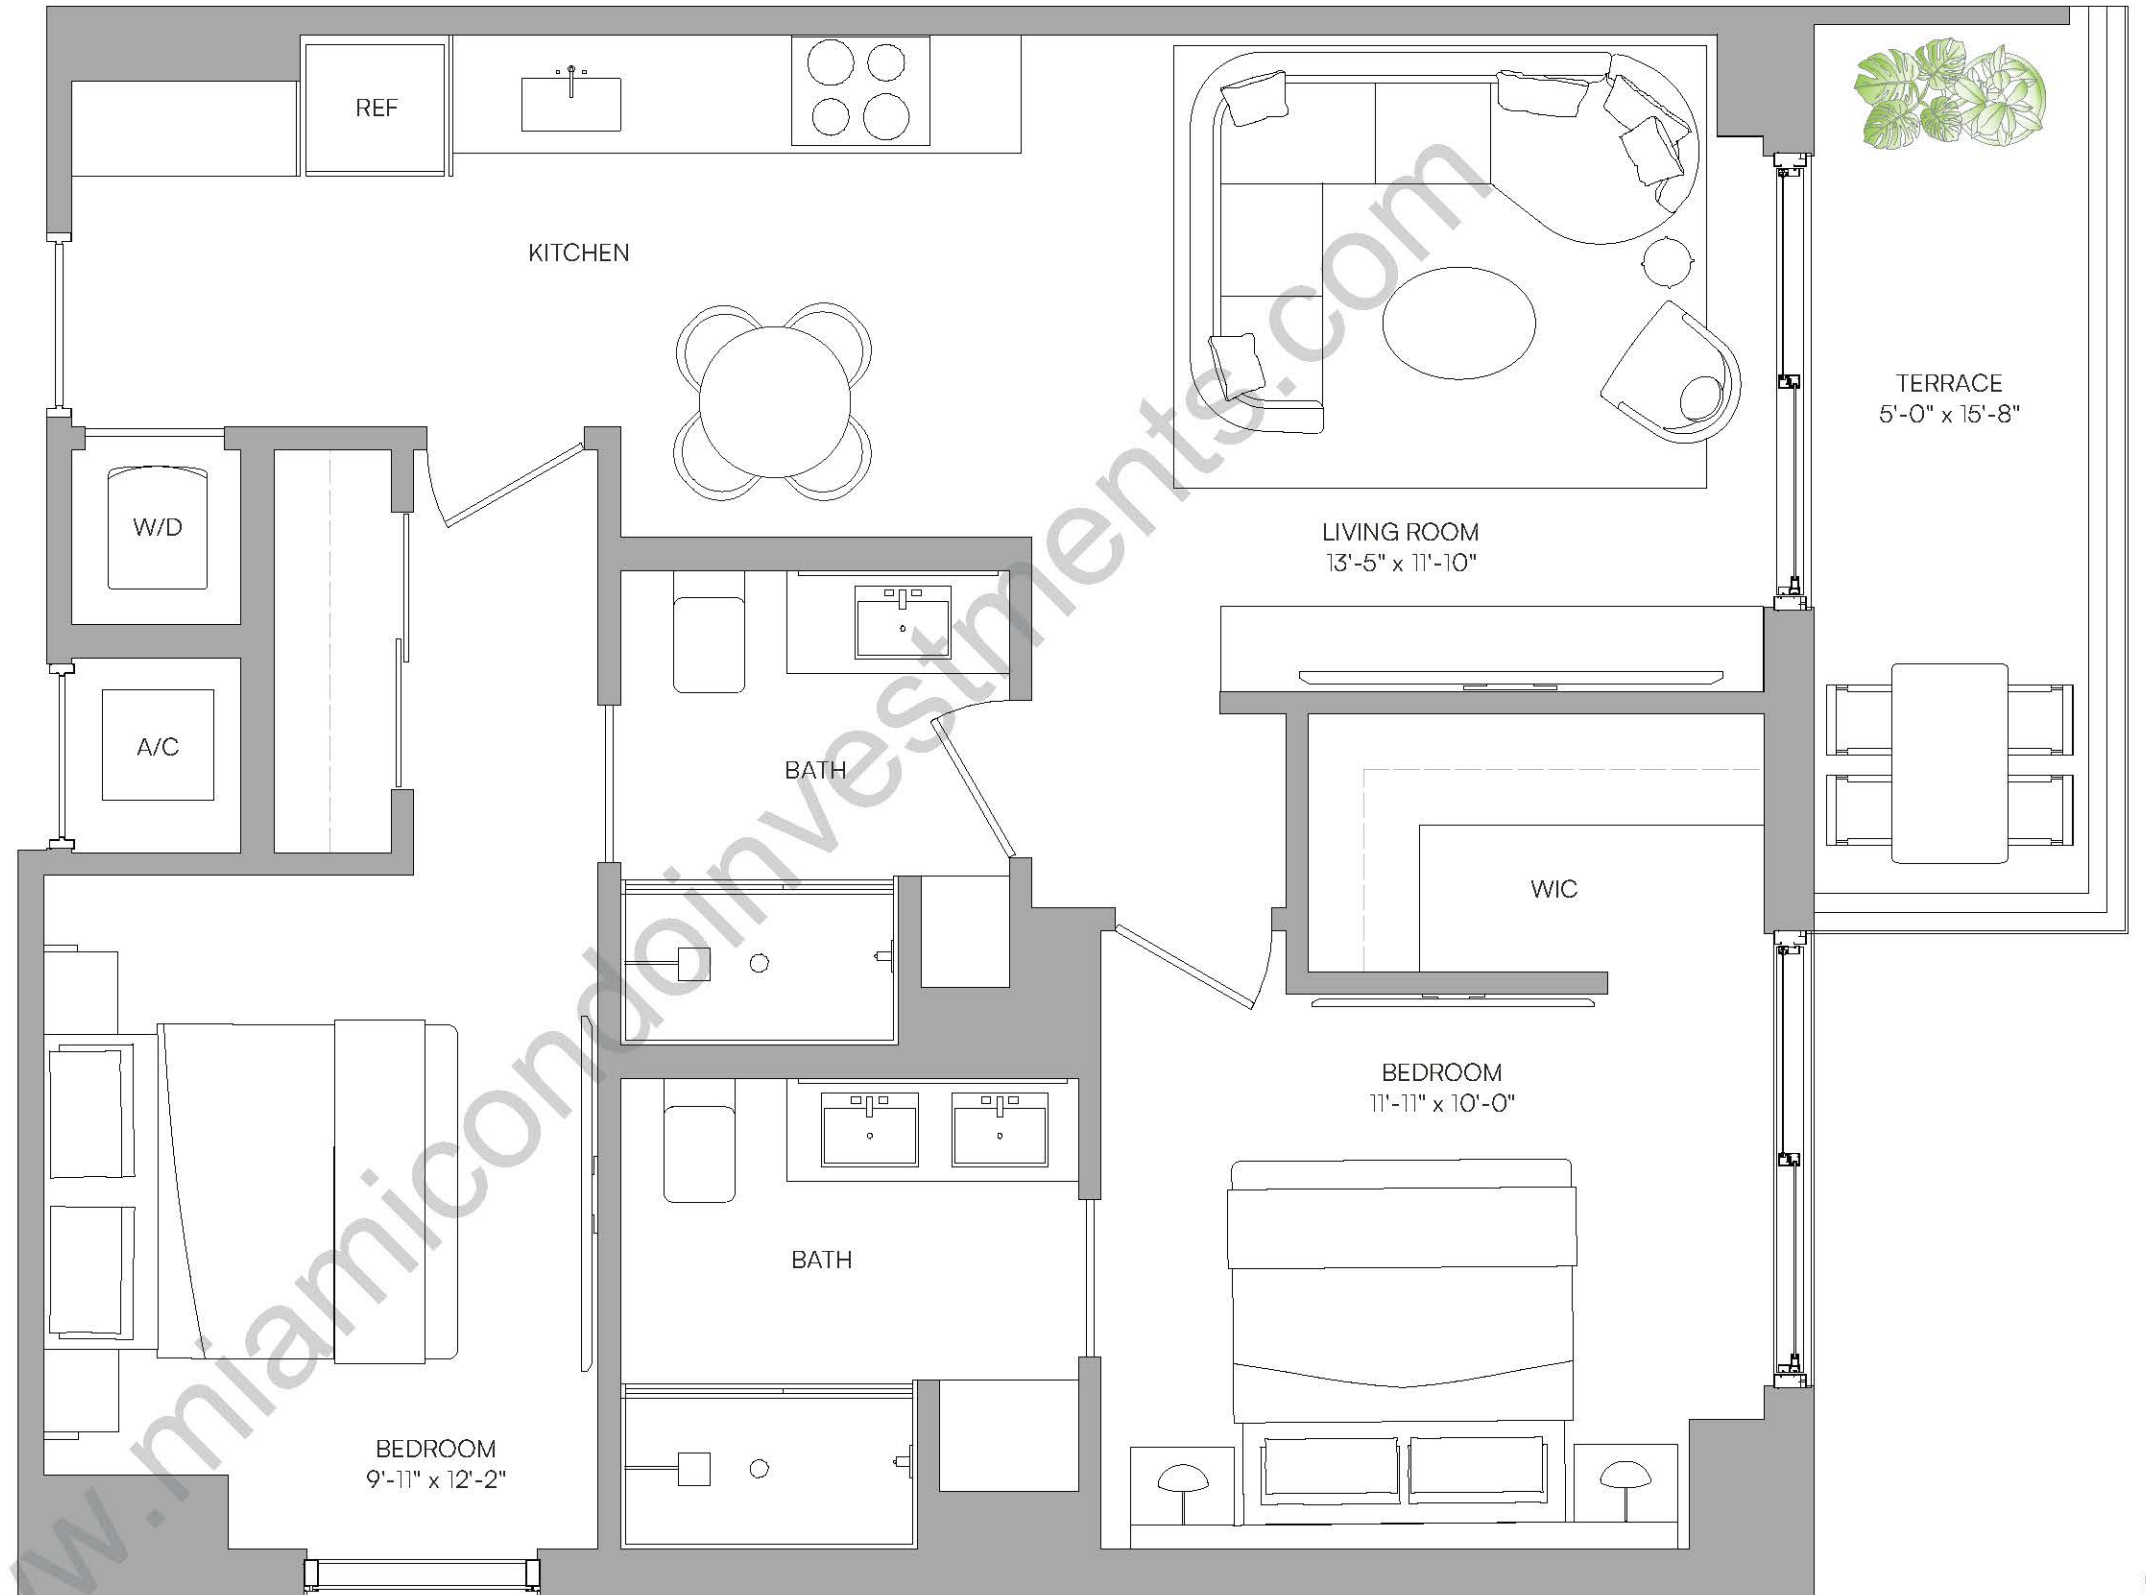 REF
KITCHEN
TERRACE
5'-0" x 15'-8"
W/D
LIVING ROOM
13'-5" x 11'-10"
A/C
BATH
WIC
BEDROOM
11'-11" x 10'-0"
BATH
BEDROOM
9'-11" x 12'-2"
w.miamicondoinvestments.com